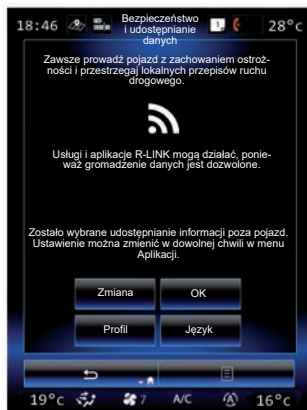 18:46
Bezpieczeństwo
i udostępnianie
danych
1
28°c
Zawsze prowadź pojazd z zachowaniem ostroż-
ności i przestrzegaj lokalnych przepisów ruchu
drogowego.
Usługi i aplikacje R-LINK mogą działać, ponie-
waż gromadzenie danych jest dozwolone.
Zostało wybrane udostępnianie informacji poza pojazd.
Ustawienie można zmienić w dowolnej chwili w menu
Aplikacji.
Zmiana
OK
Profil
Język
19°c
7
A/C
16°c